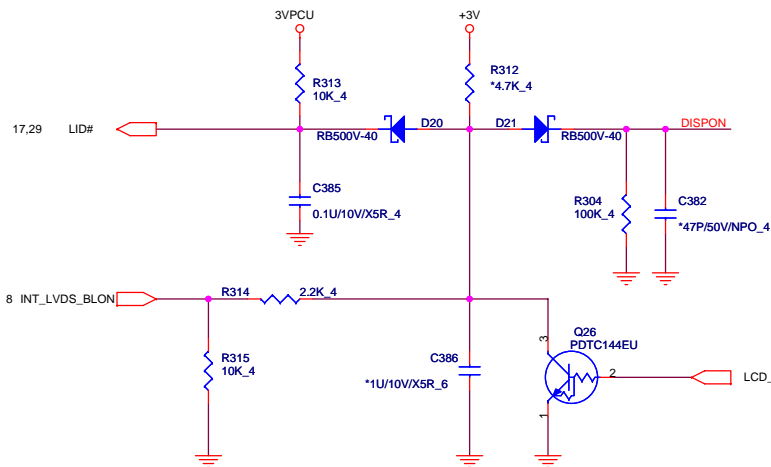 3VPCU
+3V
R313
10K_4
R312
*4.7K_4
17,29 LID#
RB500V-40
D20
D21
RB500V-40
DISPON
C385
0.1U/10V/X5R_4
R304
100K_4
C382
*47P/50V/NPO_4
8 INT_LVDS_BLON
R314
2.2K_4
R315
10K_4
C386
*1U/10V/X5R_6
3
Q26
PDTC144EU
2
1
LCD_